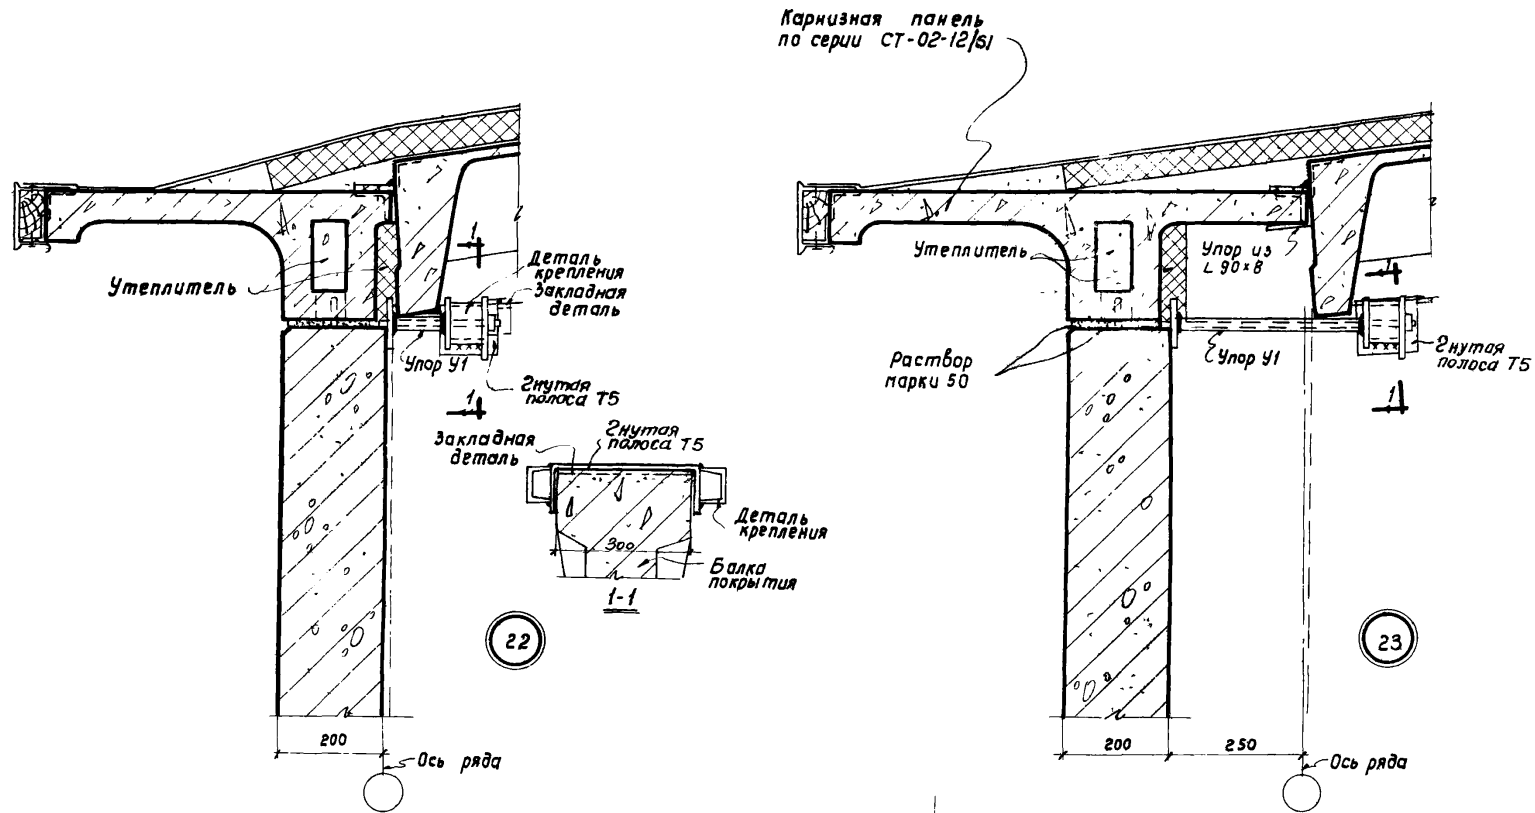 Карнизная панель
по серии СТ-02-12/61
Утеплитель
Деталь
крепления
Закладная
деталь
1
Упор У1
Гнутая
полоса Т5
1
Закладная
деталь
Гнутая
полоса Т5
Деталь
крепления
300
Балка
покрытия
1-1
22
200
Ось ряда
Утеплитель
Упор из
L 90×8
1
Раствор
марки 50
Упор У1
Гнутая
полоса Т5
1
23
200
250
Ось ряда